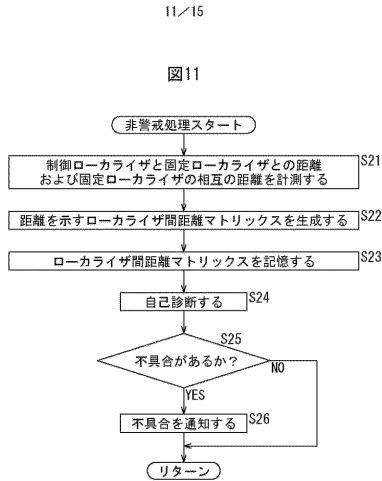 11／15
図11
非警戒処理スタート
S21
制御ローカライザと固定ローカライザとの距離
および固定ローカライザの相互の距離を計測する
S22
距離を示すローカライザ間距離マトリックスを生成する
S23
ローカライザ間距離マトリックスを記憶する
S24
自己診断する
S25
不具合があるか？
NO
YES
S26
不具合を通知する
リターン